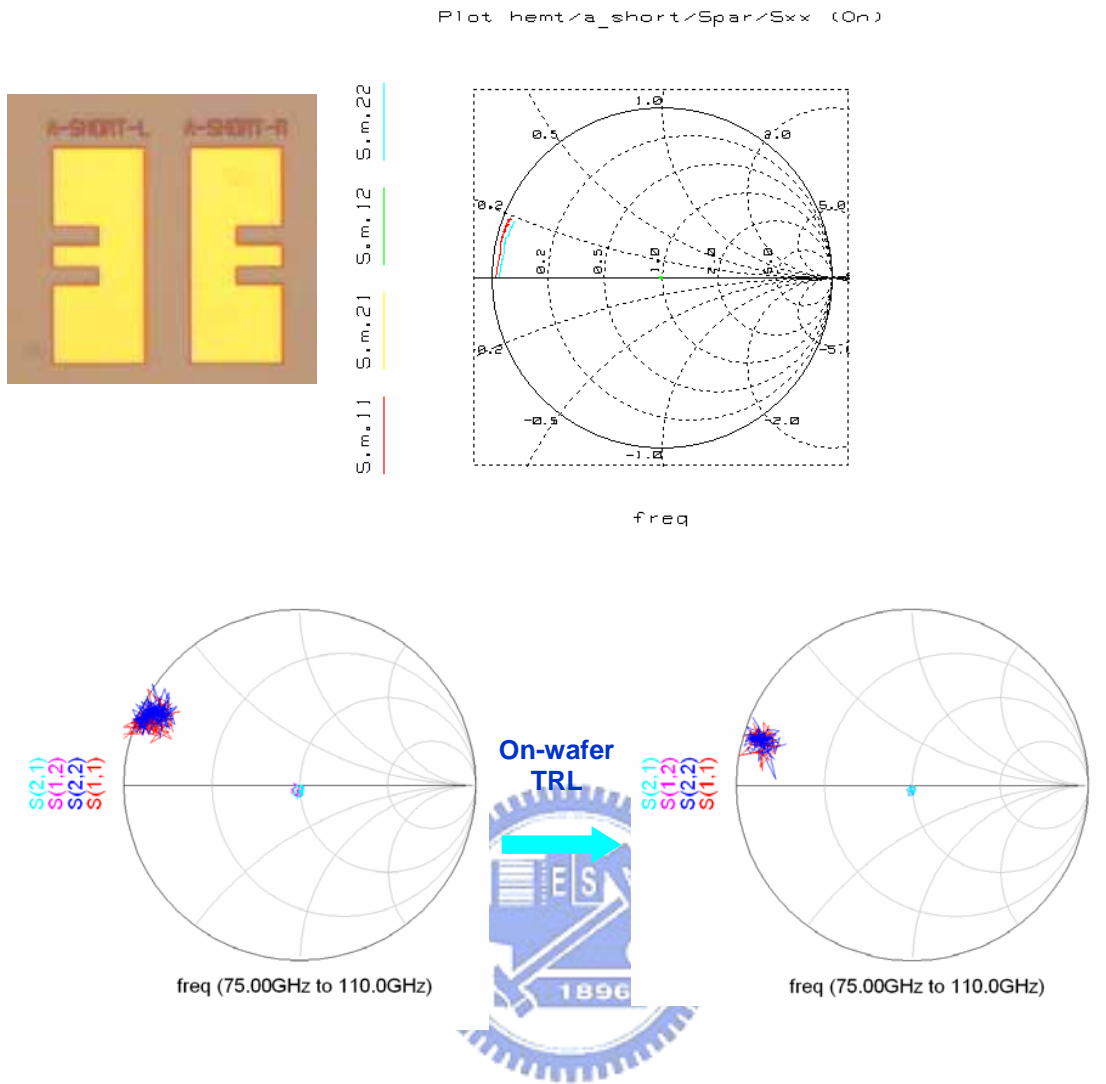 Plot hemt/a_short/Spar/Sxx (On)
A-SHORT-L A-SHORT-R
S.m.22
S.m.12
S.m.21
S.m.11
1.0
0.5 2.0
0.2 5.0
0.2 0.5 1.0 2.0 5.0
0.2 -5.
-0.5 -2.0
-1.0
freq
S(2,1)
S(1,2)
S(2,2)
S(1,1)
freq (75.00GHz to 110.0GHz)
On-wafer
TRL
E S
1896
S(2,1)
S(1,2)
S(2,2)
S(1,1)
freq (75.00GHz to 110.0GHz)